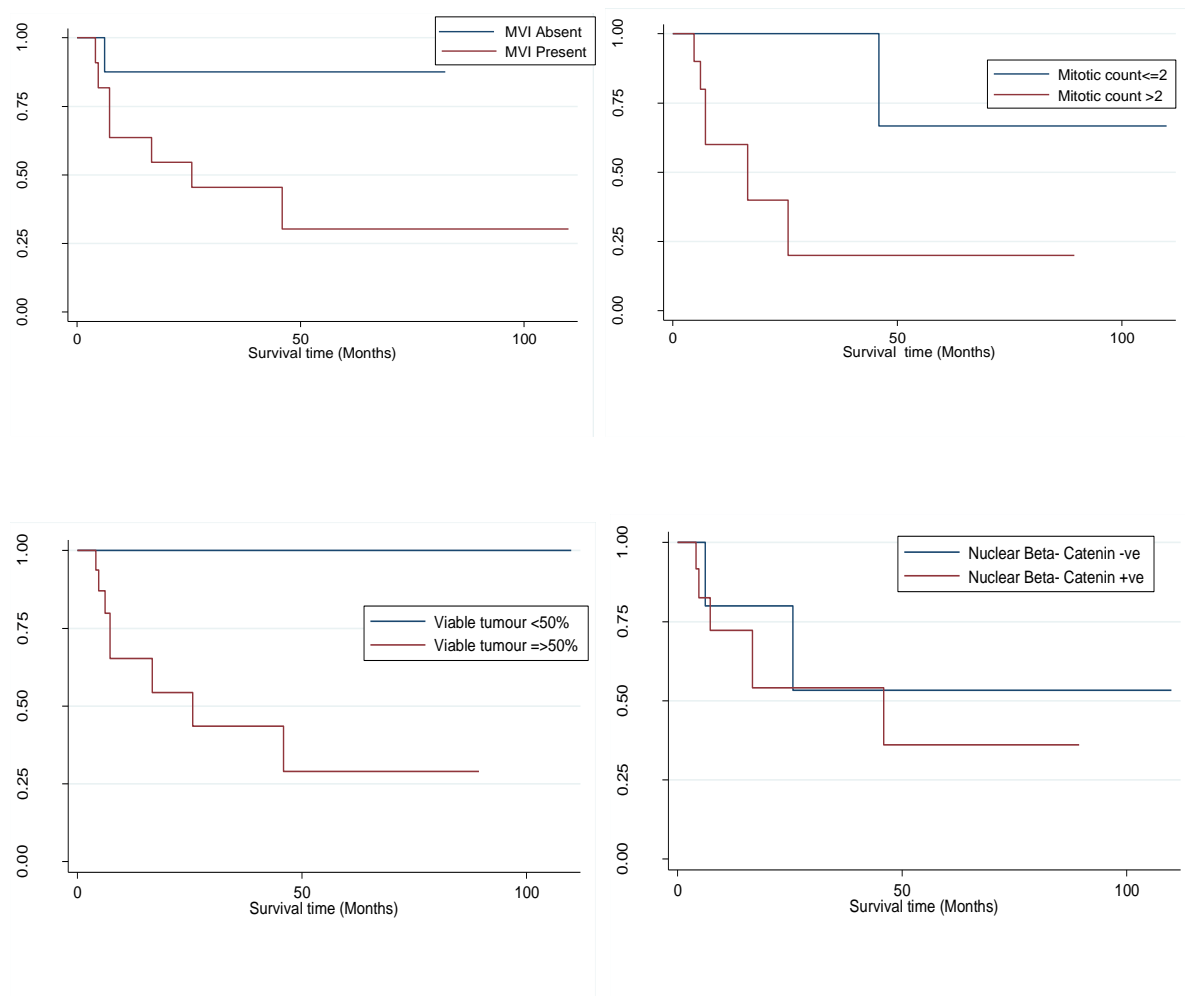 MVI Absent
MVI Present
1.00
0.75
0.50
0.25
0.00
0
50
100
Survival time (Months)
Mitotic count<=2
Mitotic count >2
1.00
0.75
0.50
0.25
0.00
0
50
100
Survival  time (Months)
Viable tumour <50%
Viable tumour =>50%
1.00
0.75
0.50
0.25
0.00
0
50
100
Survival time (Months)
Nuclear Beta- Catenin -ve
Nuclear Beta- Catenin +ve
1.00
0.75
0.50
0.25
0.00
0
50
100
Survival time (Months)